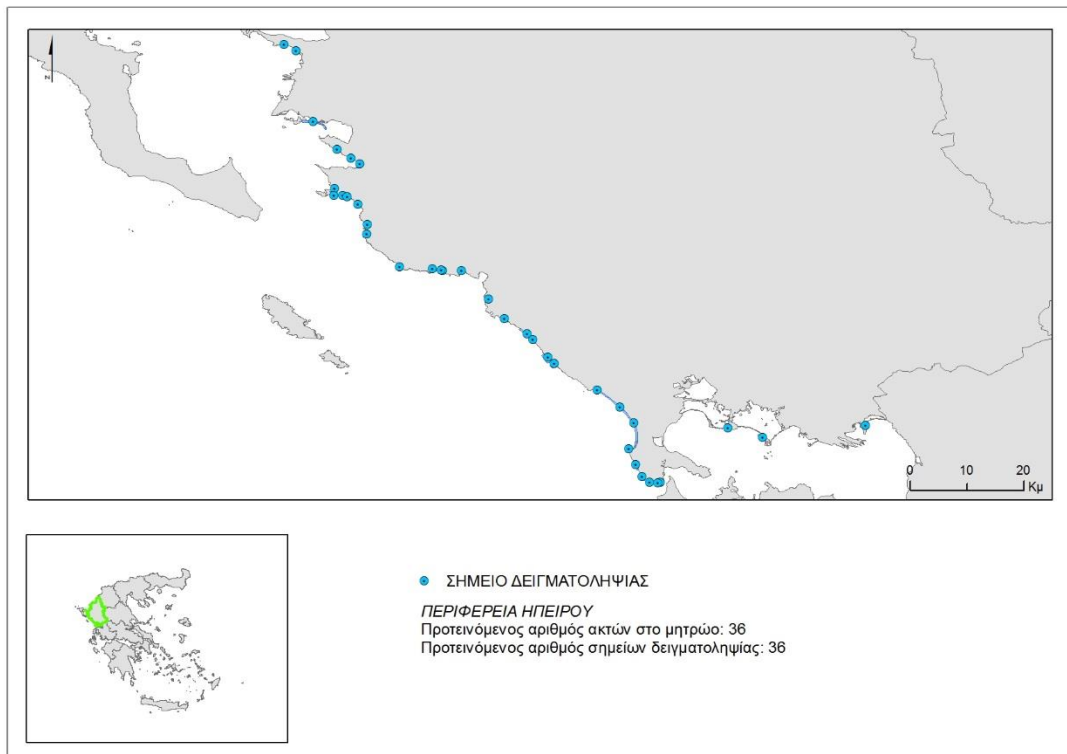 N
0 10 20
Κμ
ΣΗΜΕΙΟ ΔΕΙΓΜΑΤΟΛΗΨΙΑΣ
ΠΕΡΙΦΕΡΕΙΑ ΗΠΕΙΡΟΥ
Προτεινόμενος αριθμός ακτών στο μητρώο: 36
Προτεινόμενος αριθμός σημείων δειγματοληψίας: 36